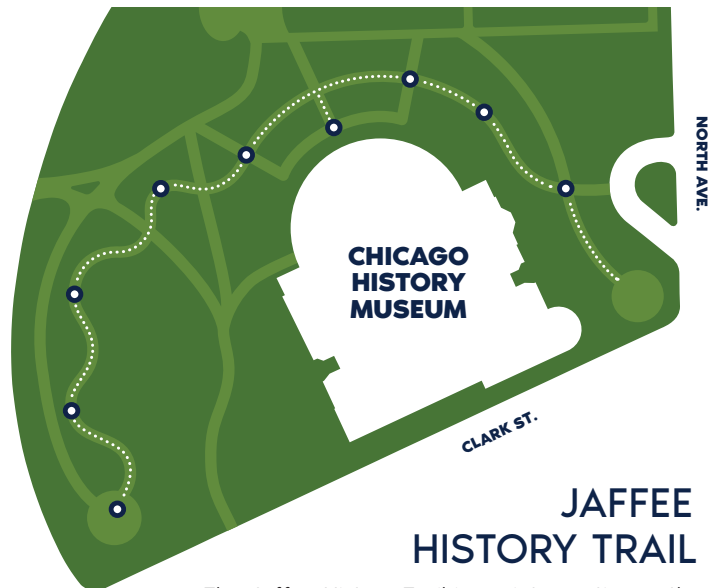 NORTH AVE.
CHICAGO
HISTORY
MUSEUM
CLARK ST.
JAFFEE
HISTORY TRAIL